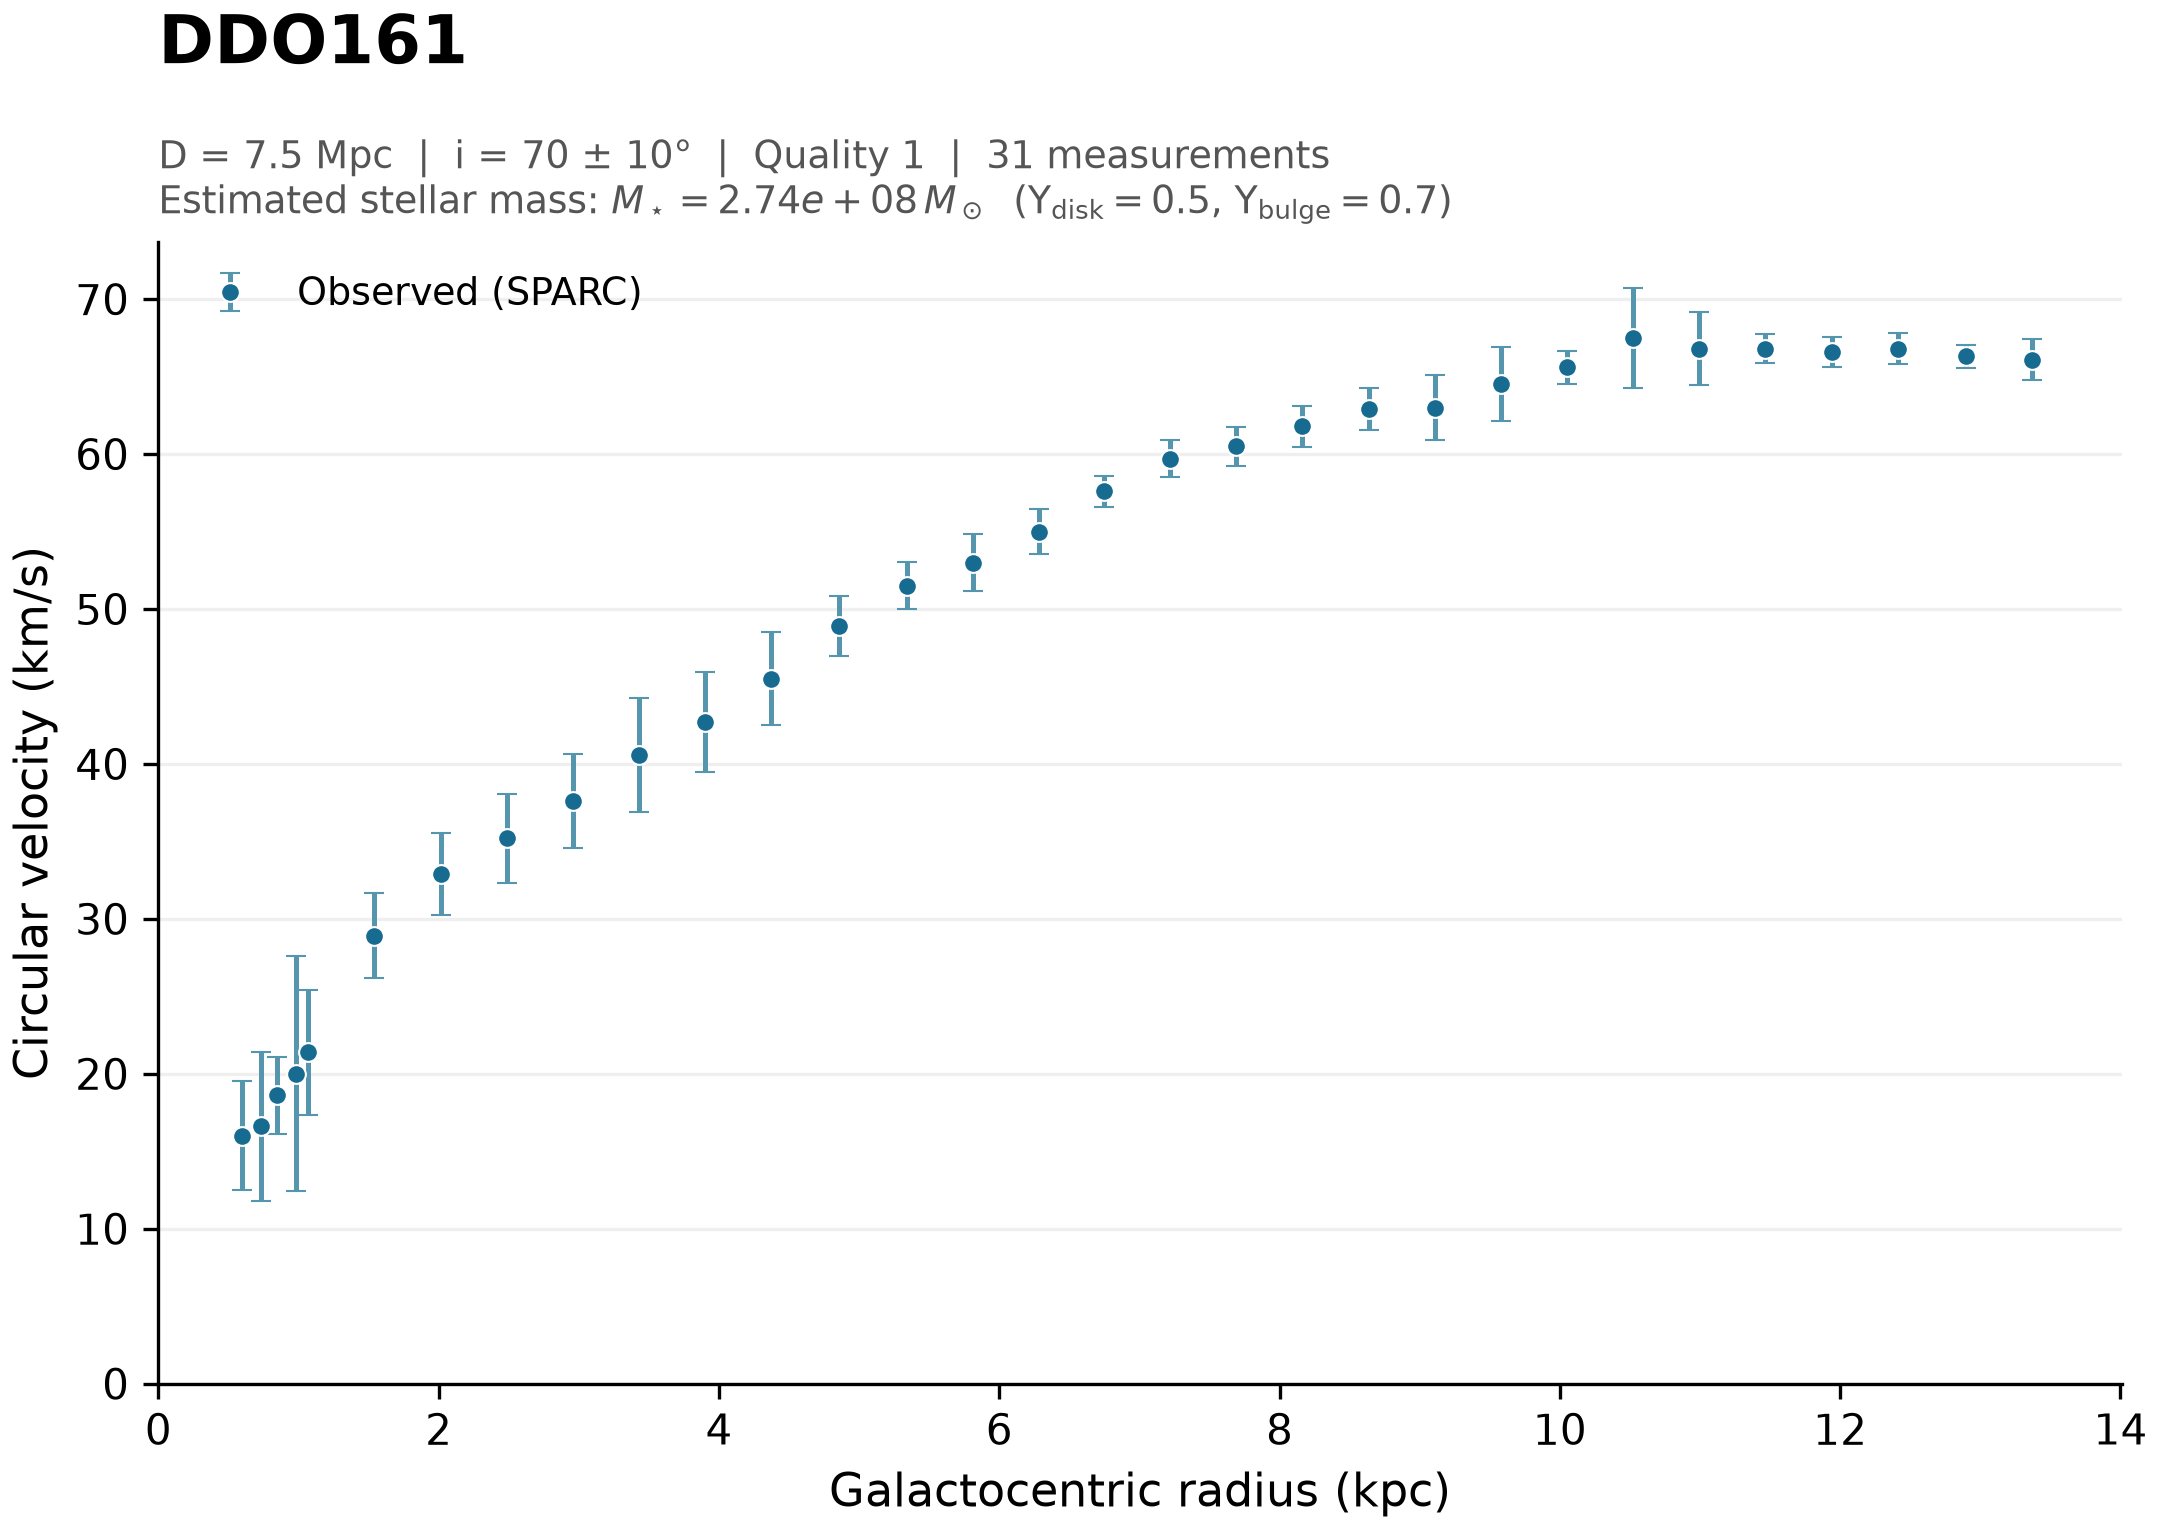 DDO161
D = 7.5 Mpc | i = 70 ± 10° | Quality 1 | 31 measurements
Estimated stellar mass: M⋆ = 2.74e + 08 M⊙ (Υdisk = 0.5, Υbulge = 0.7)
Observed (SPARC)
70
60
50
40
30
20
10
0
Circular velocity (km/s)
0 2 4 6 8 10 12 14
Galactocentric radius (kpc)